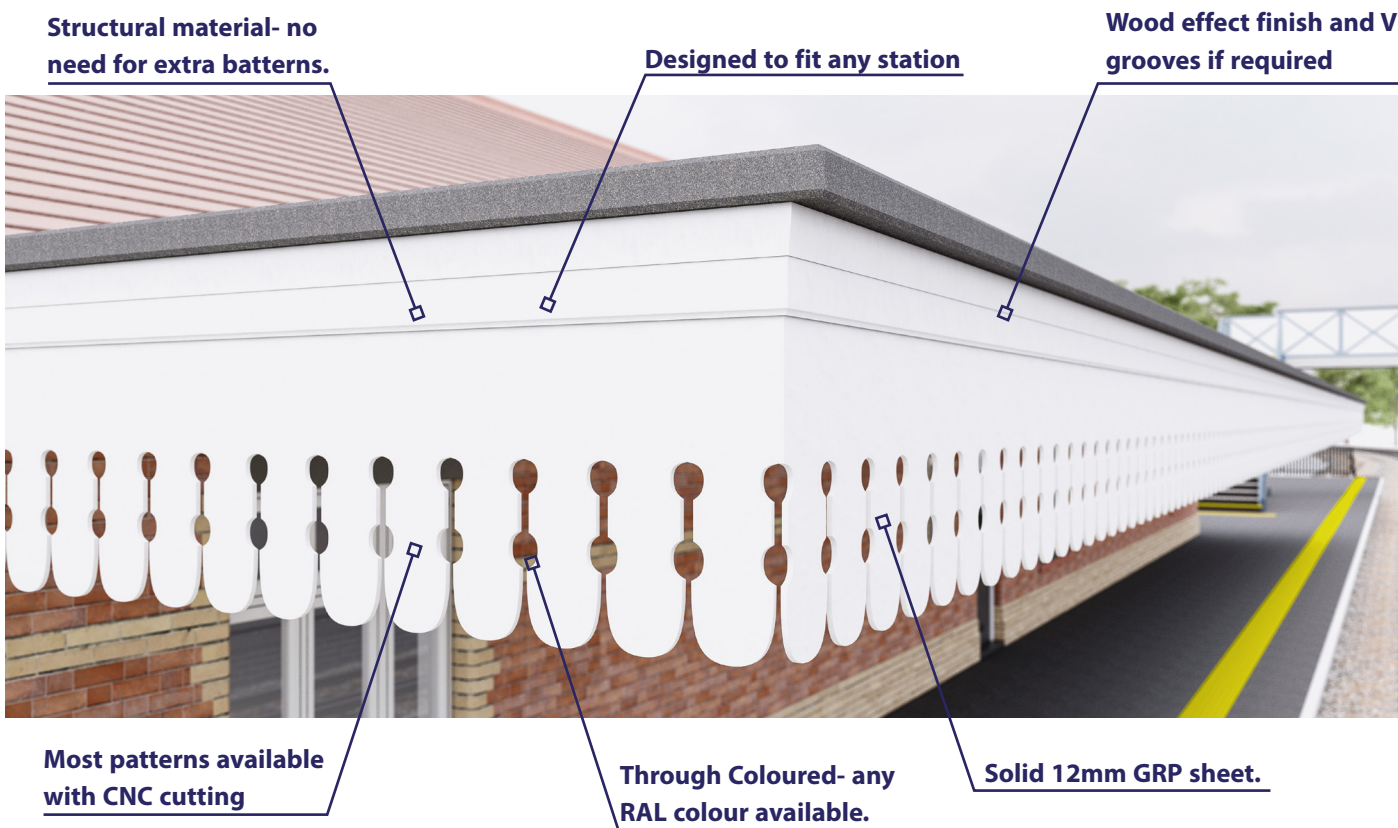 Structural material- no
need for extra batterns.
Designed to fit any station
Wood effect finish and V
grooves if required
Most patterns available
with CNC cutting
Through Coloured- any
RAL colour available.
Solid 12mm GRP sheet.